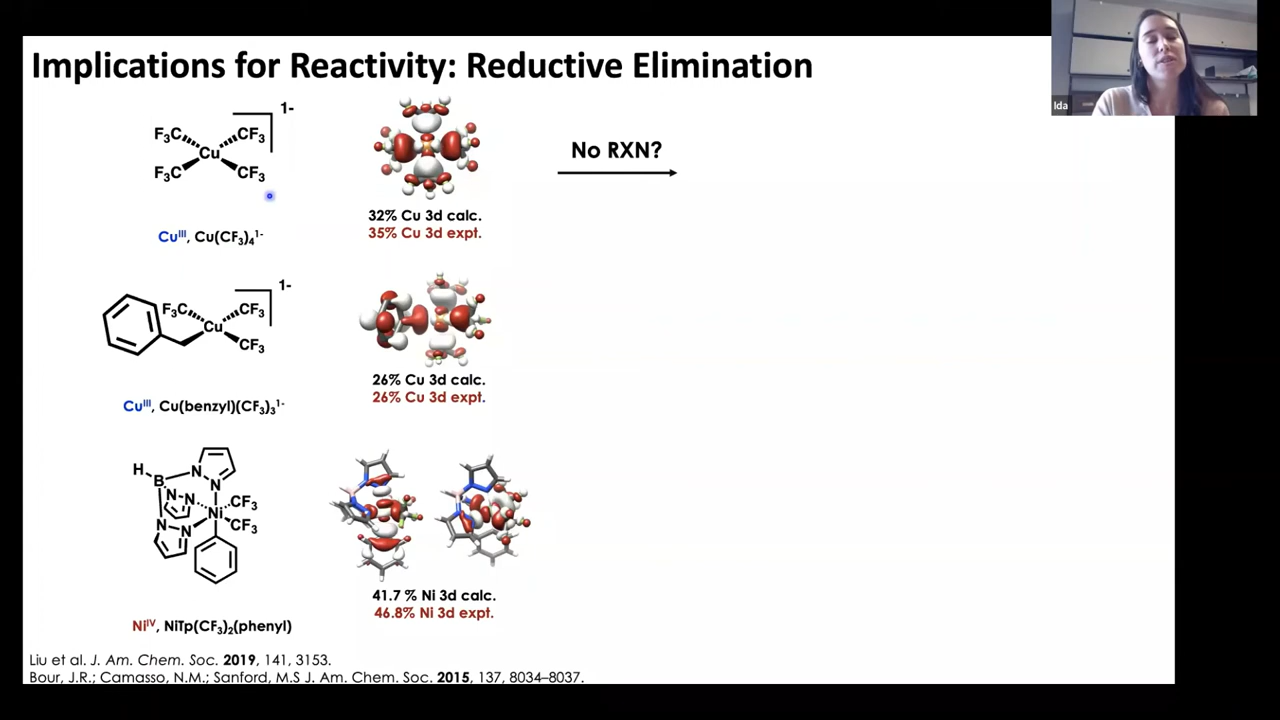 Implications for Reactivity: Reductive Elimination
Ida
1-
F₃C CF₃
Cu
F₃C CF₃
Cuᴵᴵᴵ, Cu(CF₃)₄¹⁻
32% Cu 3d calc.
35% Cu 3d expt.
No RXN?
1-
F₃C CF₃
Cu
CF₃
Cuᴵᴵᴵ, Cu(benzyl)(CF₃)₃¹⁻
26% Cu 3d calc.
26% Cu 3d expt.
H
B N
N
N N CF₃
Ni
N N CF₃
Niᴵⱽ, NiTp(CF₃)₂(phenyl)
41.7 % Ni 3d calc.
46.8% Ni 3d expt.
Liu et al. J. Am. Chem. Soc. 2019, 141, 3153.
Bour, J.R.; Camasso, N.M.; Sanford, M.S J. Am. Chem. Soc. 2015, 137, 8034–8037.